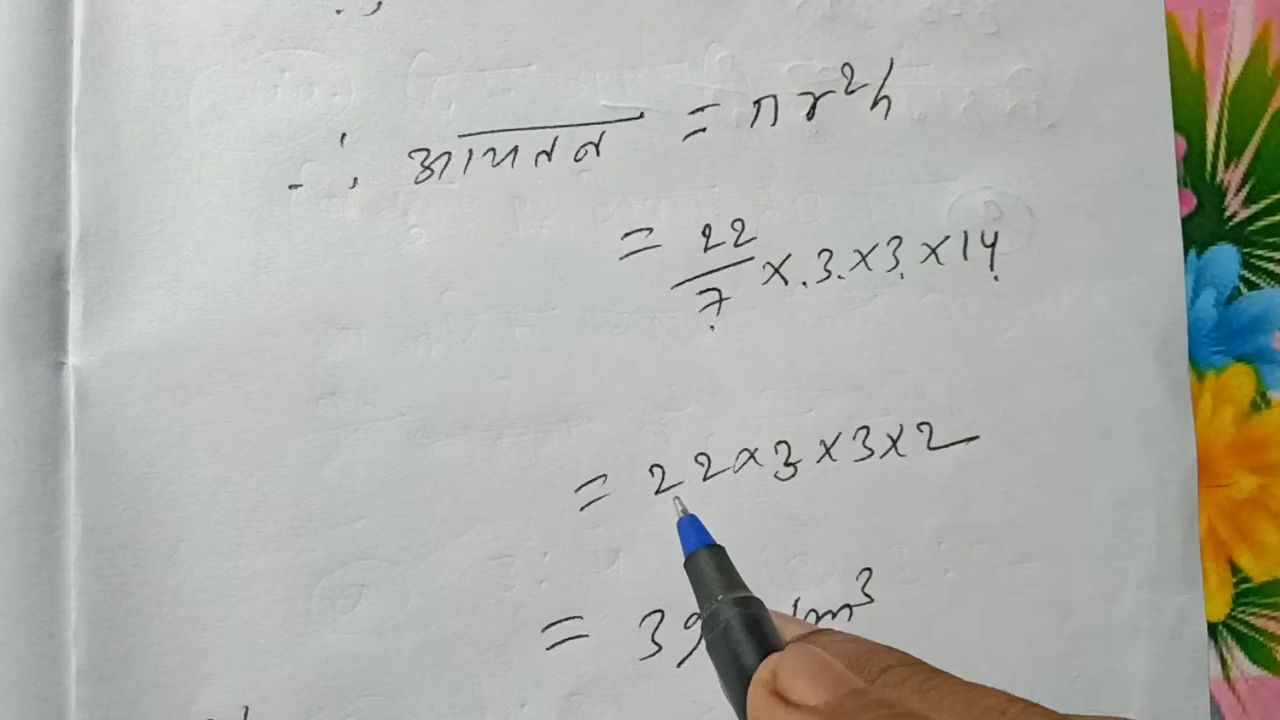 ∴ आयतन = πr²h
= 22/7 × 3 × 3 × 14
= 22 × 3 × 3 × 2
= 39